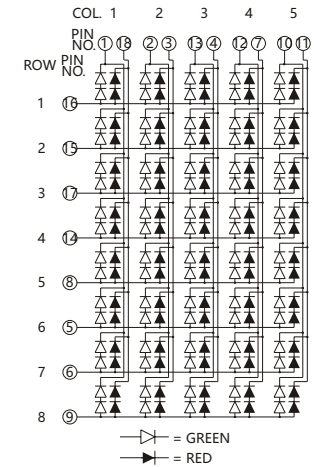 COL. 1 2 3 4 5
PIN NO. 1 18 2 3 13 4 12 7 10 11
ROW PIN NO.
1 16
2 15
3 17
4 14
5 8
6 5
7 6
8 9
= GREEN
= RED